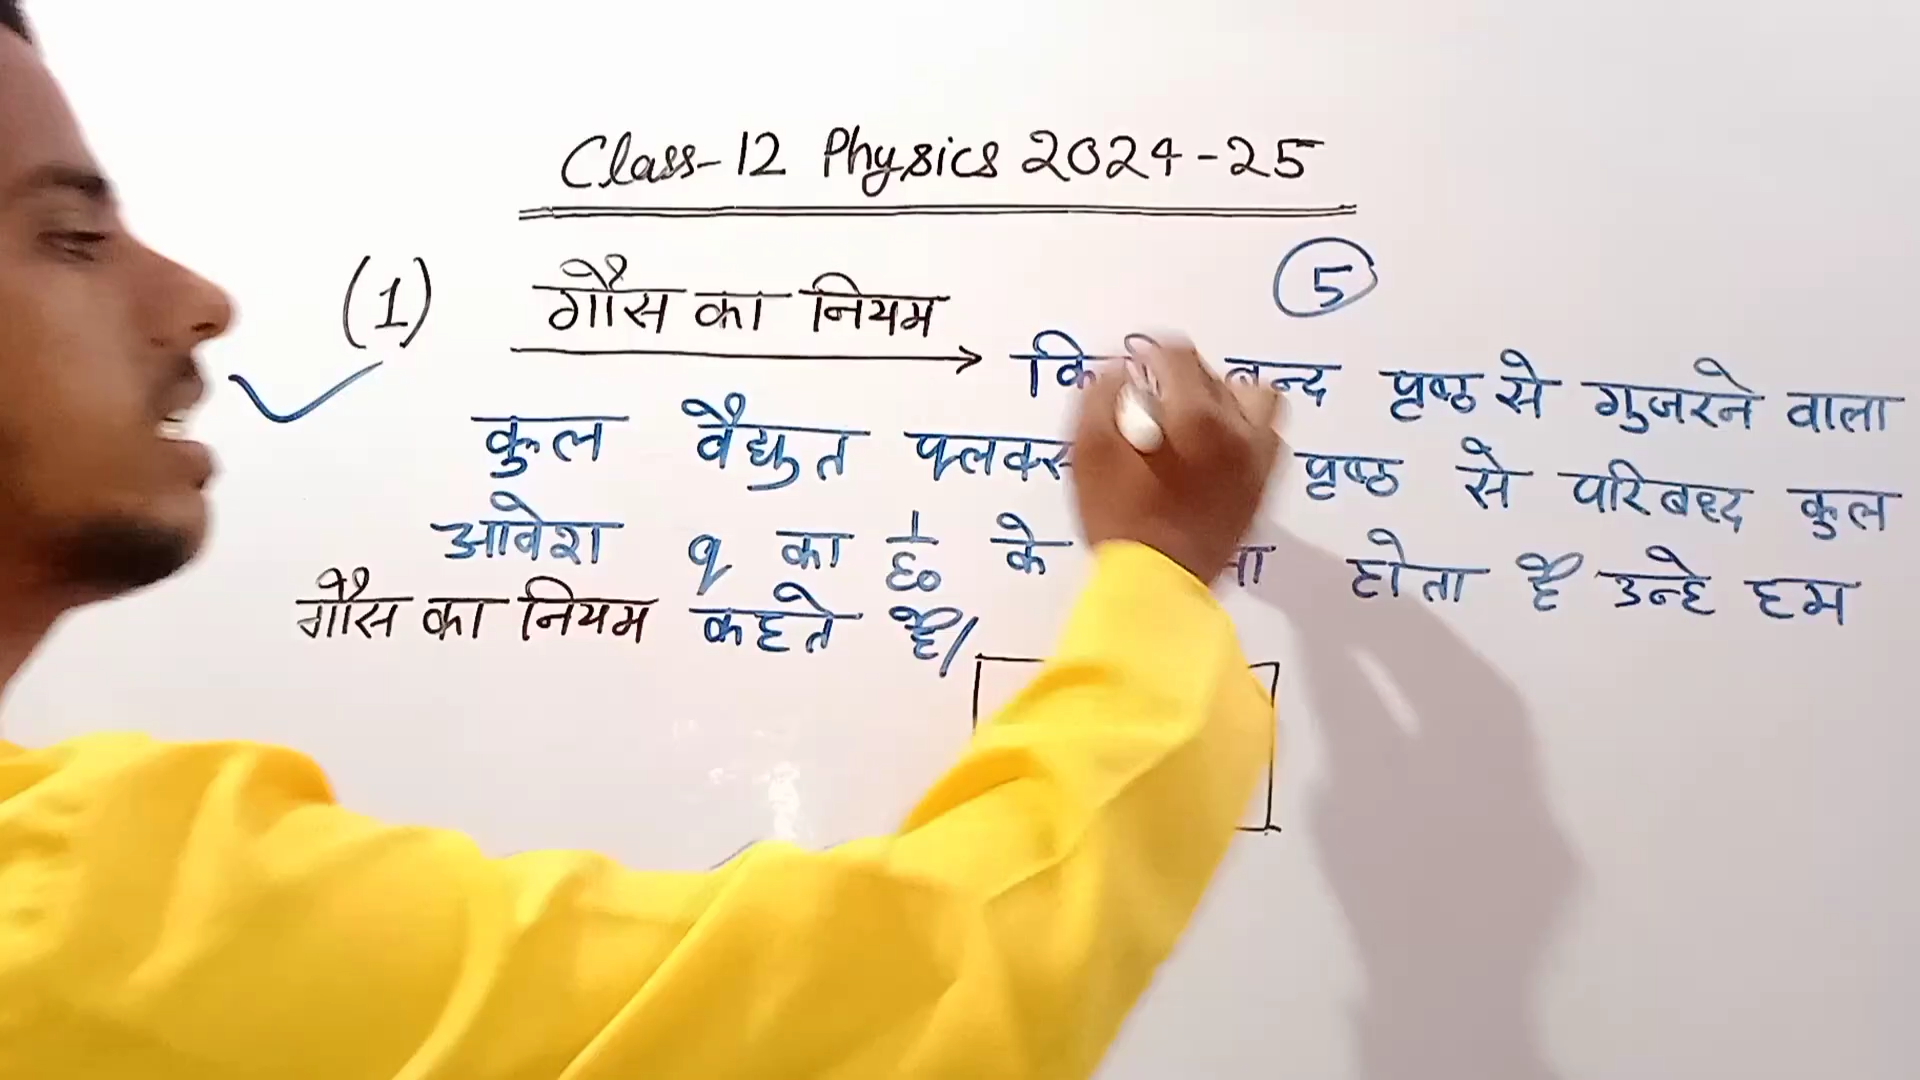 Class-12 Physics 2024-25
(1) गौस का नियम 5
बन्द पृष्ठ से गुजरने वाला
कुल वैद्युत फ्लक्स पृष्ठ से परिबध्द कुल
आवेश q का 1/ε₀ के होता है उन्हे हम
गौस का नियम कहते है/